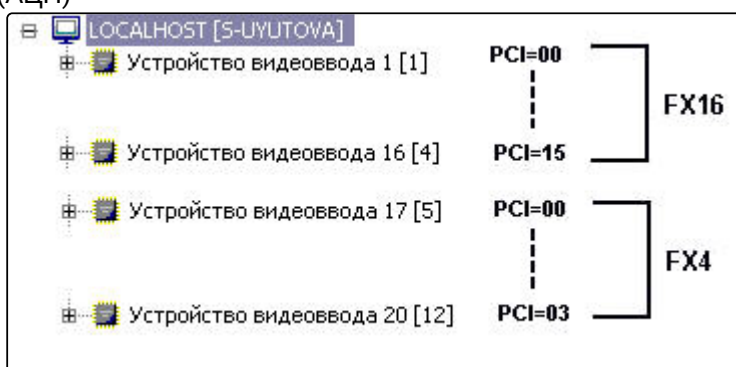 (АЦП)
LOCALHOST [S-UYUTOVA]
Устройство видеоввода 1 [1] PCI=00
FX16
Устройство видеоввода 16 [4] PCI=15
Устройство видеоввода 17 [5] PCI=00
FX4
Устройство видеоввода 20 [12] PCI=03